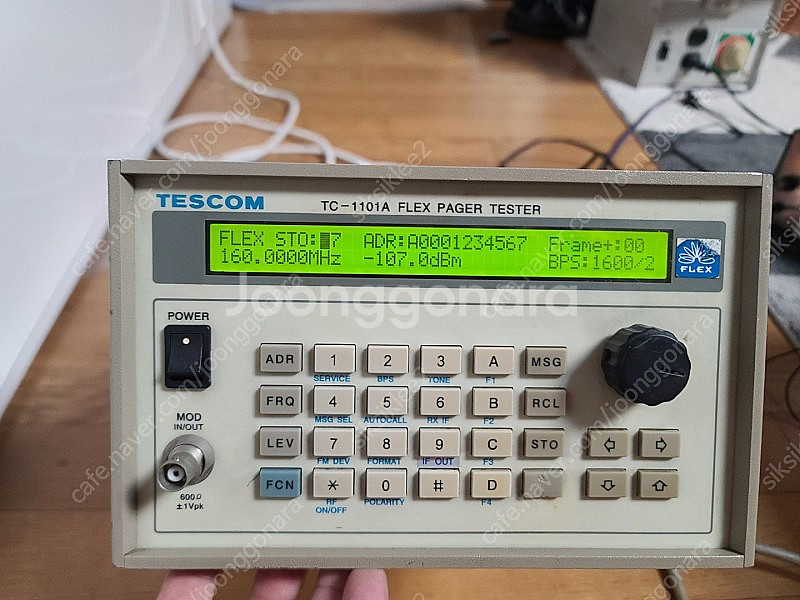 TESCOM
TC-1101A FLEX PAGER TESTER
FLEX STO: 7 ADR:A0001234567 Frame+:00
160.0000MHz -107.0dBm BPS:1600/2
FLEX
Joonggonara
POWER
MOD
IN/OUT
600Ω
±1Vpk
ADR 1 2 3 A MSG
SERVICE BPS TONE F1
FRQ 4 5 6 B RCL
MSG SEL AUTOCALL RX IF F2
LEV 7 8 9 C STO
FM DEV FORMAT IF OUT F3
FCN * 0 # D
RF
ON/OFF
POLARITY F4
cafe.naver.com/joonggonara
siksiklee2